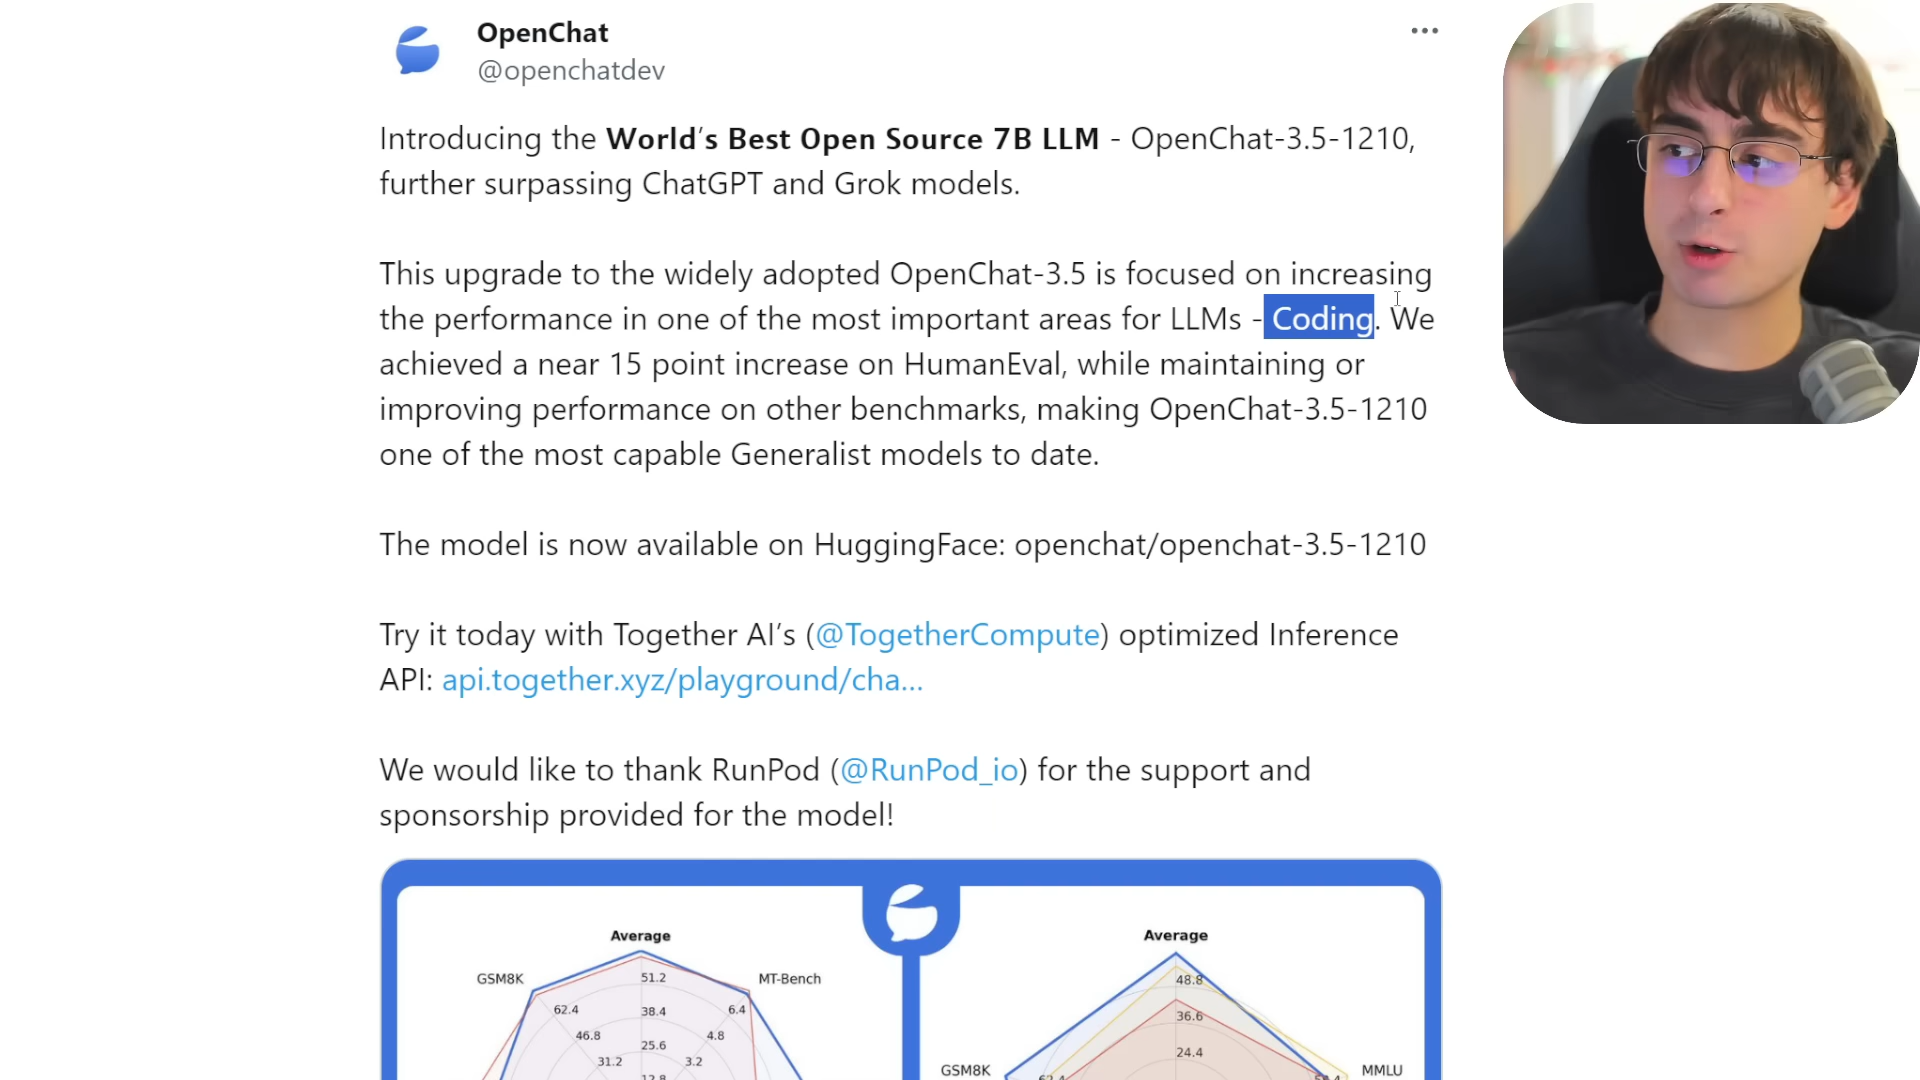 OpenChat
@openchatdev
Introducing the World's Best Open Source 7B LLM - OpenChat-3.5-1210,
further surpassing ChatGPT and Grok models.
This upgrade to the widely adopted OpenChat-3.5 is focused on increasing
the performance in one of the most important areas for LLMs - Coding. We
achieved a near 15 point increase on HumanEval, while maintaining or
improving performance on other benchmarks, making OpenChat-3.5-1210
one of the most capable Generalist models to date.
The model is now available on HuggingFace: openchat/openchat-3.5-1210
Try it today with Together AI's (@TogetherCompute) optimized Inference
API: api.together.xyz/playground/cha...
We would like to thank RunPod (@RunPod_io) for the support and
sponsorship provided for the model!
Average
GSM8K
MT-Bench
51.2
62.4
6.4
38.4
46.8
4.8
25.6
31.2
3.2
12.8
Average
48.8
36.6
24.4
GSM8K
MMLU
62.4